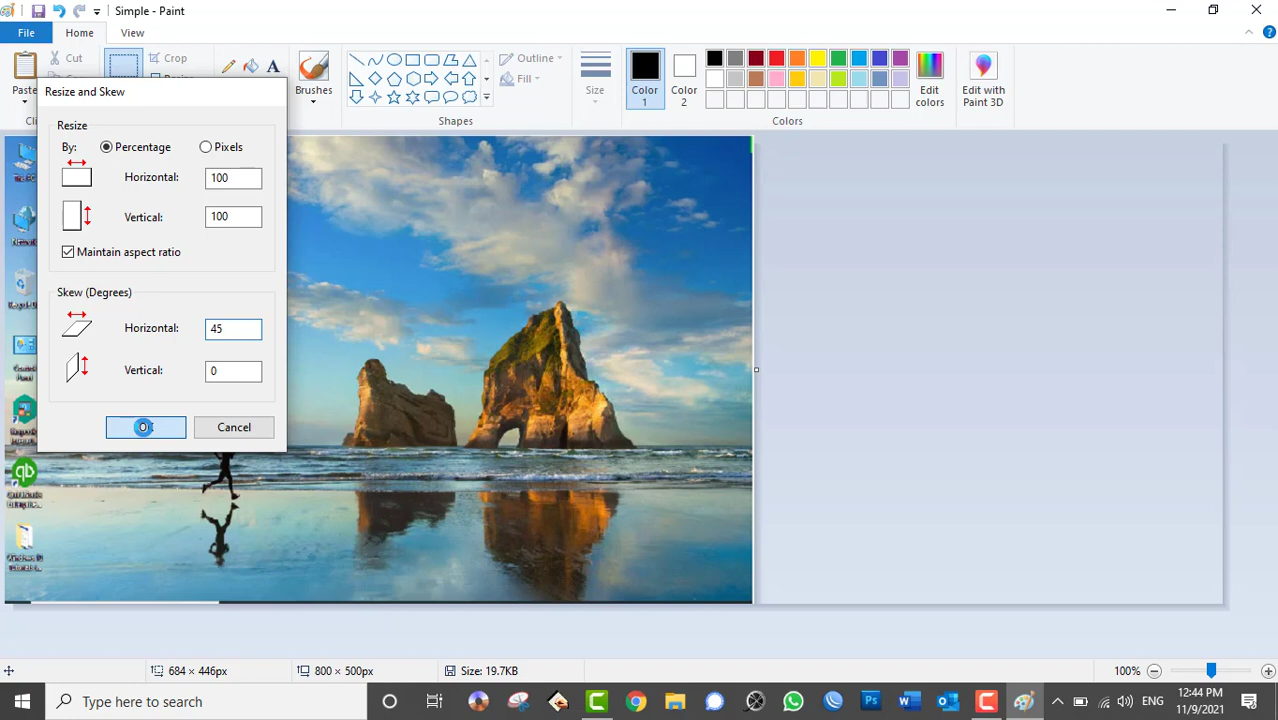 Simple - Paint
File
Home
View
Paste
Cut
Crop
Brushes
Outline
Fill
Shapes
Size
Color 1
Color 2
Colors
Edit colors
Edit with Paint 3D
Resize and Skew
Resize
By:
Percentage
Pixels
Horizontal:
100
Vertical:
100
Maintain aspect ratio
Skew (Degrees)
Horizontal:
45
Vertical:
0
Cancel
684 × 446px
800 × 500px
Size: 19.7KB
100%
Type here to search
ENG
12:44 PM
11/9/2021